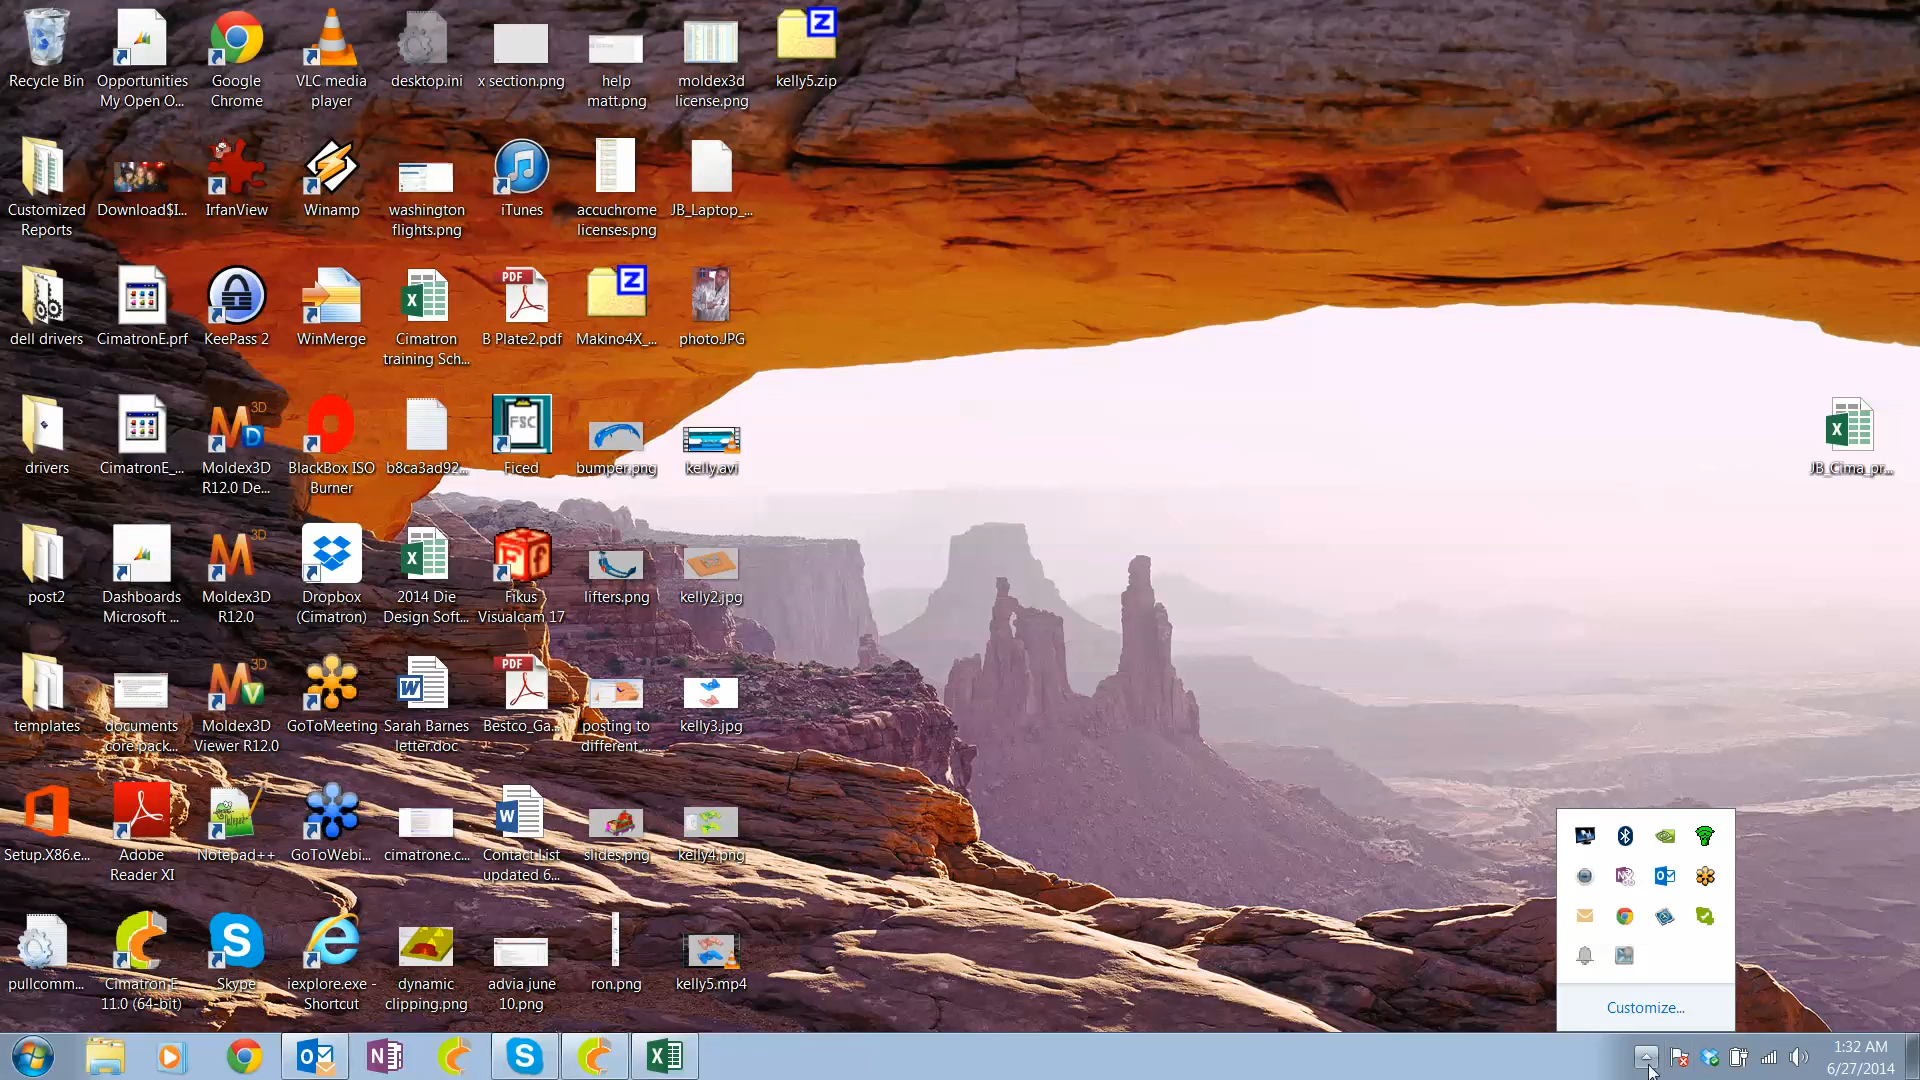 Recycle Bin
Opportunities
My Open O...
Google
Chrome
VLC media
player
desktop.ini
x section.png
help
matt.png
moldex3d
license.png
kelly5.zip
Customized
Reports
Download$I...
IrfanView
Winamp
washington
flights.png
iTunes
accuchrome
licenses.png
JB_Laptop_...
dell drivers
CimatronE.prf
KeePass 2
WinMerge
Cimatron
training Sch...
PDF
B Plate2.pdf
Makino4X_...
photo.JPG
drivers
CimatronE_...
Moldex3D
R12.0 De...
BlackBox ISO
Burner
b8ca3ad92...
FSC
Ficed
bumper.png
kelly.avi
JB_Cima_pr...
post2
Dashboards
Microsoft ...
Moldex3D
R12.0
Dropbox
(Cimatron)
2014 Die
Design Soft...
Fikus
Visualcam 17
lifters.png
kelly2.jpg
templates
documents
core pack...
Moldex3D
Viewer R12.0
GoToMeeting
Sarah Barnes
letter.doc
PDF
Bestco_Ga...
posting to
different ...
kelly3.jpg
Setup.X86.e...
Adobe
Reader XI
Notepad++
GoToWebi...
cimatrone.c...
Contact List
updated 6...
slides.png
kelly4.png
pullcomm...
Cimatron E
11.0 (64-bit)
Skype
iexplore.exe -
Shortcut
dynamic
clipping.png
advia june
10.png
ron.png
kelly5.mp4
Customize...
1:32 AM
6/27/2014